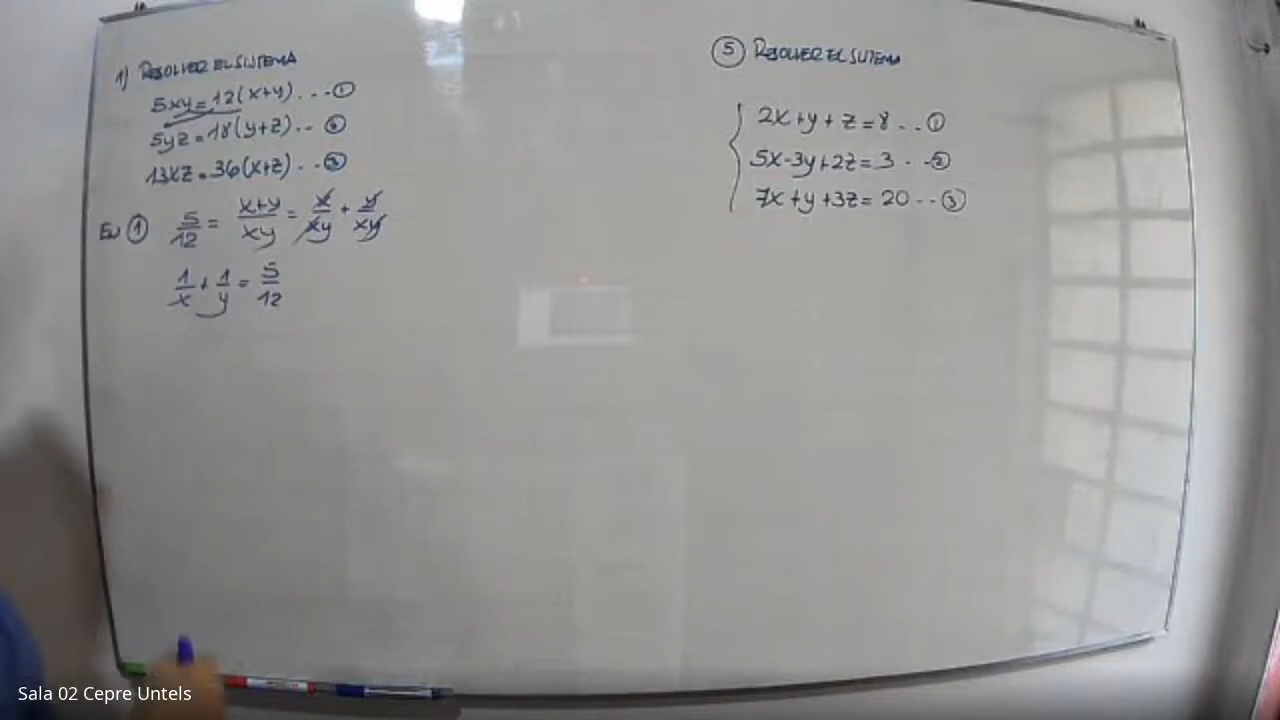 1) RESOLVER EL SISTEMA
5xy = 12(x+y) ... ①
5yz = 18(y+z) .. ②
13xz = 36(x+z) .. ③
EN ① 5/12 = x+y/xy = x/xy + y/xy
1/x + 1/y = 5/12
⑤ RESOLVER EL SISTEMA
2x + y + z = 8 .. ①
5x - 3y + 2z = 3 .. ②
7x + y + 3z = 20 .. ③
Sala 02 Cepre Untels